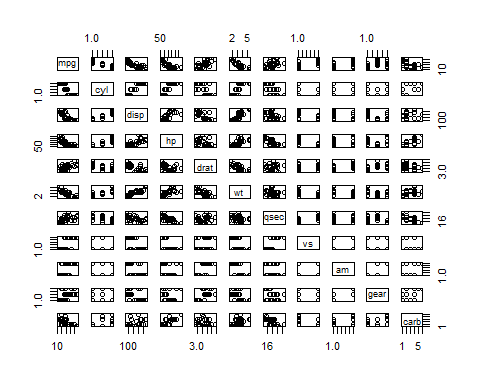 1.0 50 2 5 1.0 1.0
mpg 10
1.0 cyl
disp 100
50 hp
drat 3.0
2 wt
qsec 16
1.0 vs
am 1.0
1.0 gear
carb 1
10 100 3.0 16 1.0 1 5